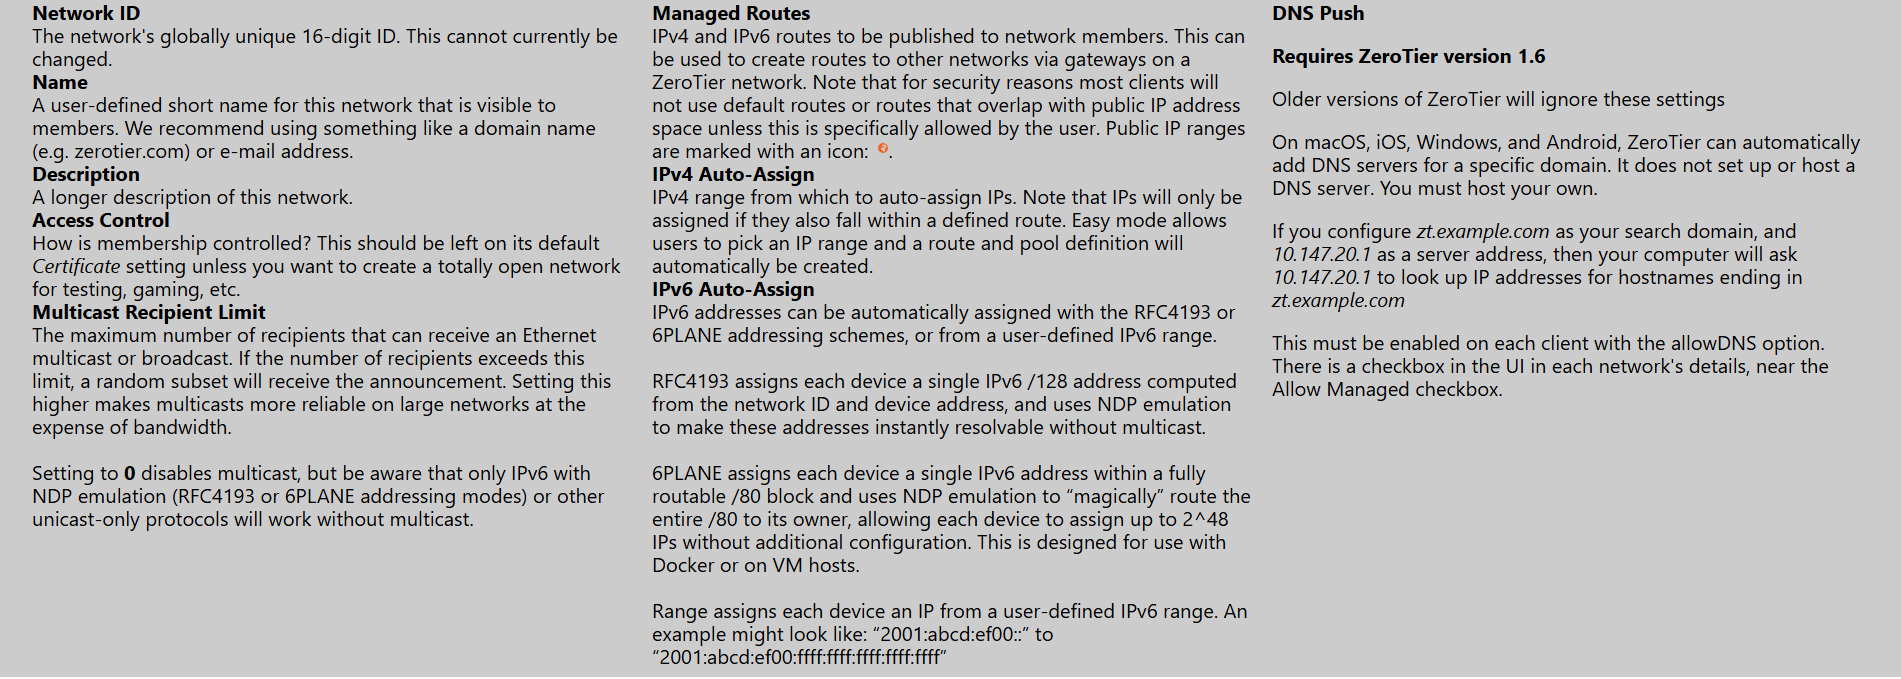 Network ID
The network's globally unique 16-digit ID. This cannot currently be
changed.
Name
A user-defined short name for this network that is visible to
members. We recommend using something like a domain name
(e.g. zerotier.com) or e-mail address.
Description
A longer description of this network.
Access Control
How is membership controlled? This should be left on its default
Certificate setting unless you want to create a totally open network
for testing, gaming, etc.
Multicast Recipient Limit
The maximum number of recipients that can receive an Ethernet
multicast or broadcast. If the number of recipients exceeds this
limit, a random subset will receive the announcement. Setting this
higher makes multicasts more reliable on large networks at the
expense of bandwidth.
Setting to 0 disables multicast, but be aware that only IPv6 with
NDP emulation (RFC4193 or 6PLANE addressing modes) or other
unicast-only protocols will work without multicast.
Managed Routes
IPv4 and IPv6 routes to be published to network members. This can
be used to create routes to other networks via gateways on a
ZeroTier network. Note that for security reasons most clients will
not use default routes or routes that overlap with public IP address
space unless this is specifically allowed by the user. Public IP ranges
are marked with an icon: .
IPv4 Auto-Assign
IPv4 range from which to auto-assign IPs. Note that IPs will only be
assigned if they also fall within a defined route. Easy mode allows
users to pick an IP range and a route and pool definition will
automatically be created.
IPv6 Auto-Assign
IPv6 addresses can be automatically assigned with the RFC4193 or
6PLANE addressing schemes, or from a user-defined IPv6 range.
RFC4193 assigns each device a single IPv6 /128 address computed
from the network ID and device address, and uses NDP emulation
to make these addresses instantly resolvable without multicast.
6PLANE assigns each device a single IPv6 address within a fully
routable /80 block and uses NDP emulation to “magically” route the
entire /80 to its owner, allowing each device to assign up to 2^48
IPs without additional configuration. This is designed for use with
Docker or on VM hosts.
Range assigns each device an IP from a user-defined IPv6 range. An
example might look like: “2001:abcd:ef00::” to
“2001:abcd:ef00:ffff:ffff:ffff:ffff:ffff”
DNS Push
Requires ZeroTier version 1.6
Older versions of ZeroTier will ignore these settings
On macOS, iOS, Windows, and Android, ZeroTier can automatically
add DNS servers for a specific domain. It does not set up or host a
DNS server. You must host your own.
If you configure zt.example.com as your search domain, and
10.147.20.1 as a server address, then your computer will ask
10.147.20.1 to look up IP addresses for hostnames ending in
zt.example.com
This must be enabled on each client with the allowDNS option.
There is a checkbox in the UI in each network's details, near the
Allow Managed checkbox.